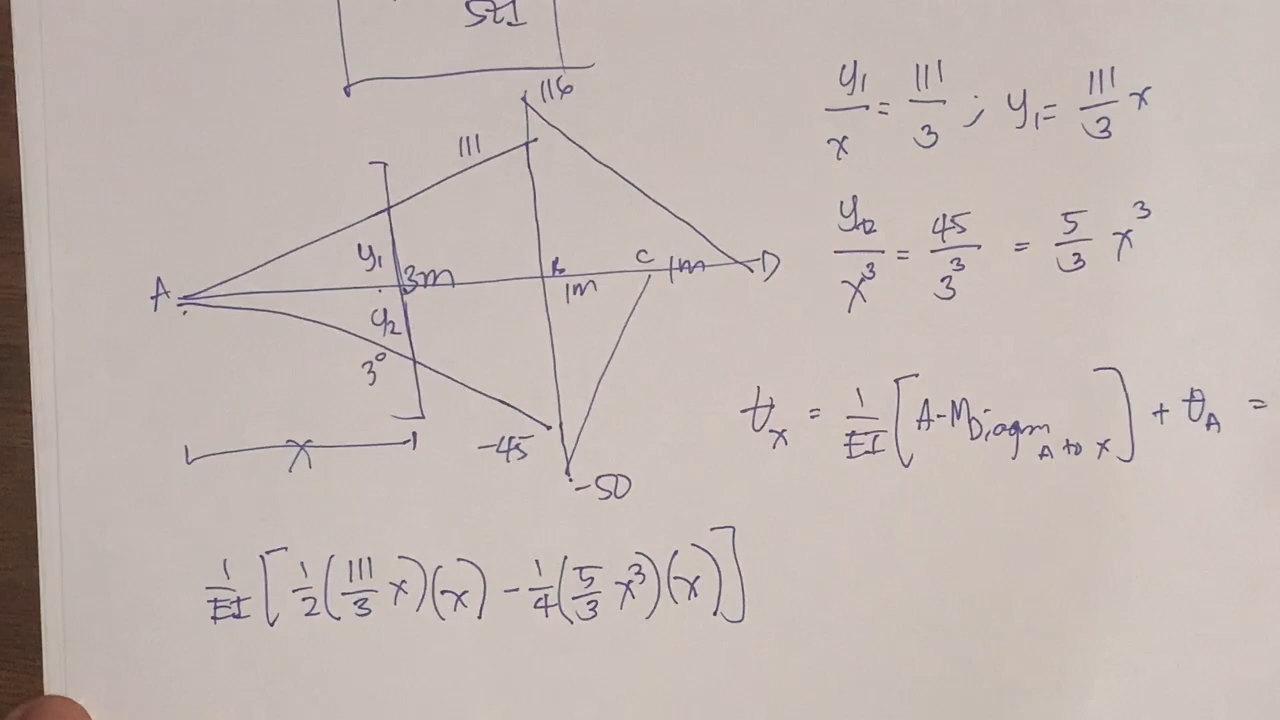 521
116
111
y₁/x = 111/3 ; y₁ = 111/3 x
y₂/x³ = 45/3³ = 5/3 x³
A y₁ 3m B 1m C 1m D
y₂
3°
x -45
-50
θₓ = 1/EI [A-M Diagm A to x] + θ_A =
1/EI [1/2 (111/3 x)(x) - 1/4 (5/3 x³)(x)]